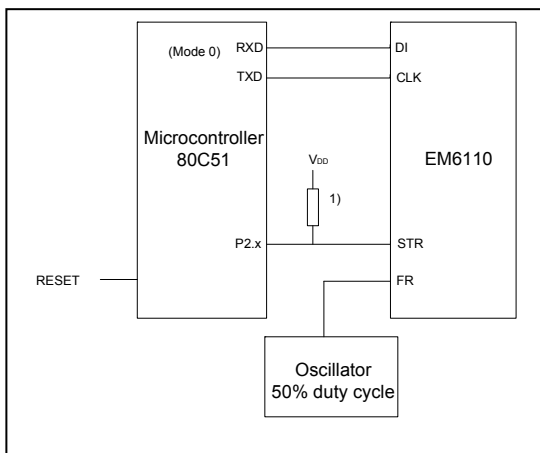 (Mode 0)
RXD
DI
TXD
CLK
Microcontroller
80C51
EM6110
VDD
1)
P2.x
STR
RESET
FR
Oscillator
50% duty cycle